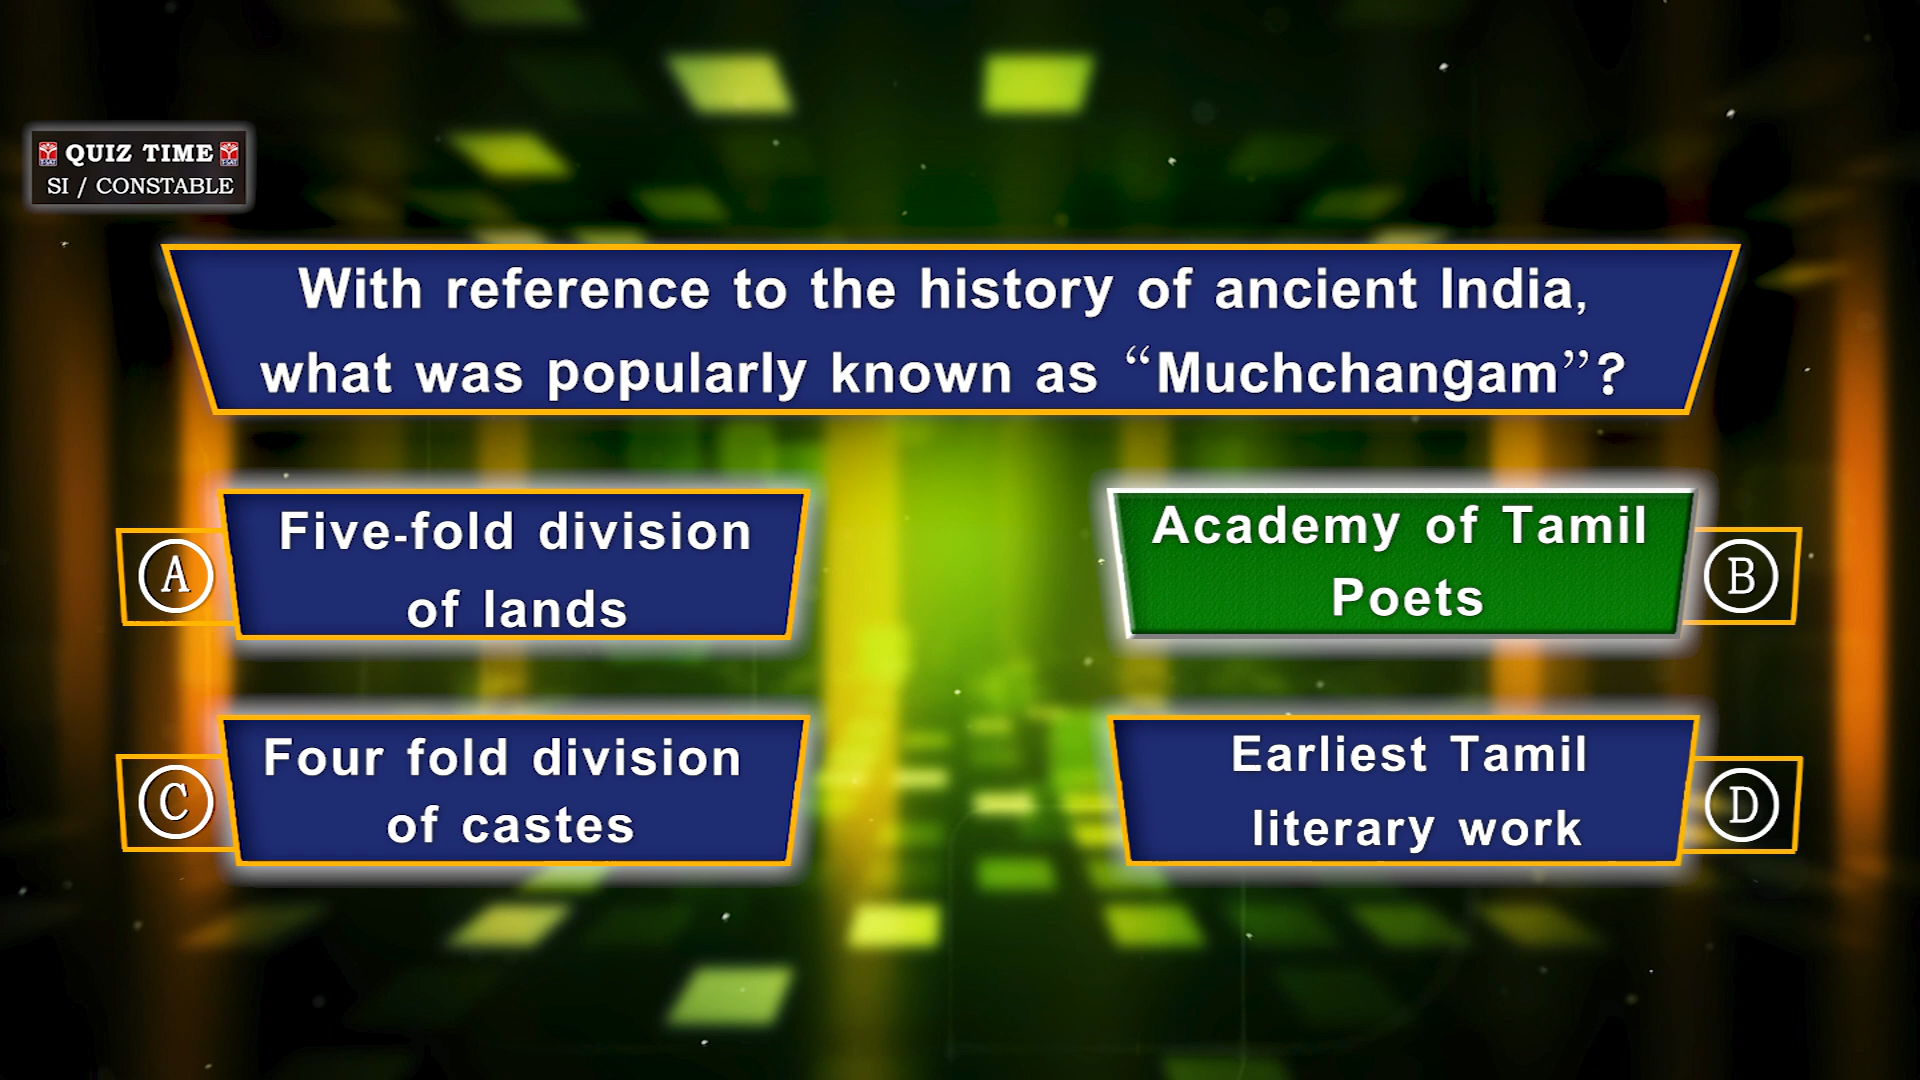 QUIZ TIME
SI / CONSTABLE
With reference to the history of ancient India,
what was popularly known as “Muchchangam”?
A
Five-fold division
of lands
Academy of Tamil
Poets
B
C
Four fold division
of castes
Earliest Tamil
literary work
D